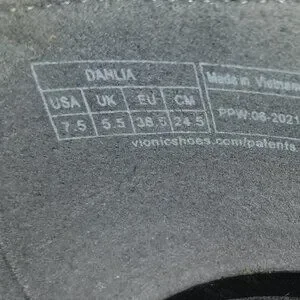 DAHLIA
USA UK EU CM
7.5 5.5 38.5 24.5
Made in Vietnam
PPW:06-2021
vionicshoes.com/patents